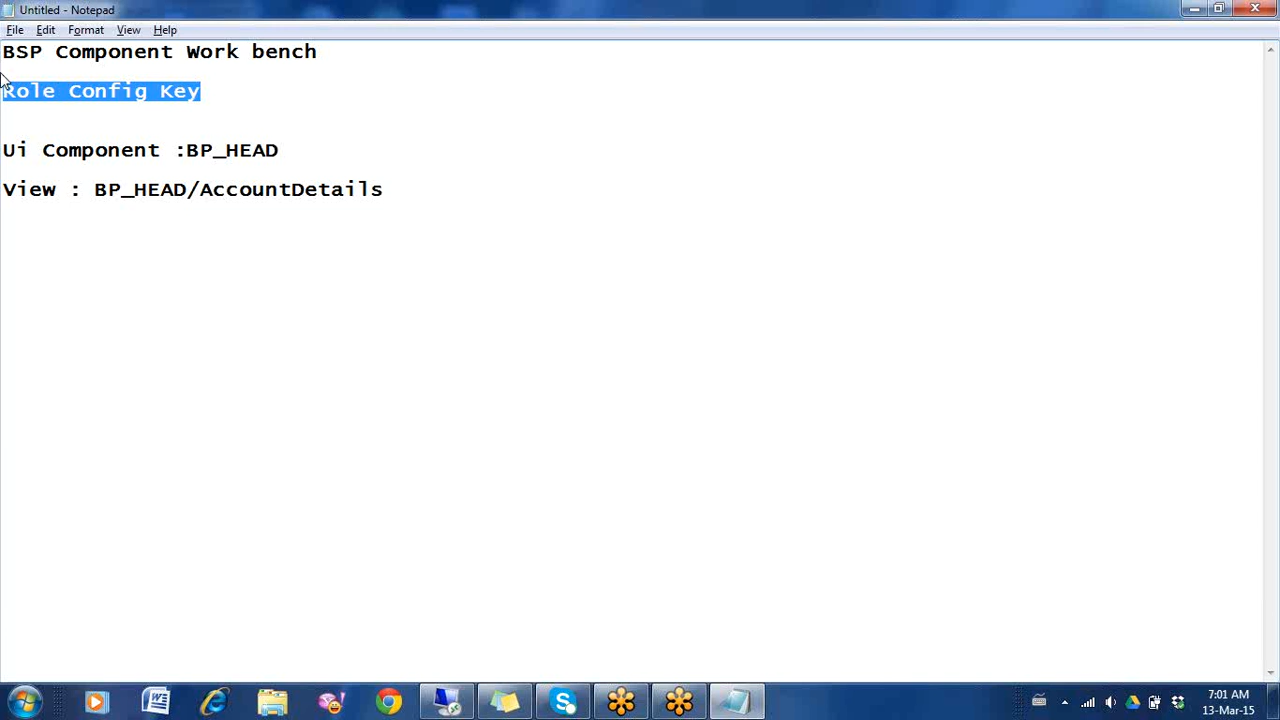 Untitled - Notepad
File Edit Format View Help
BSP Component Work bench
Role Config Key
Ui Component :BP_HEAD
View : BP_HEAD/AccountDetails
7:01 AM
13-Mar-15